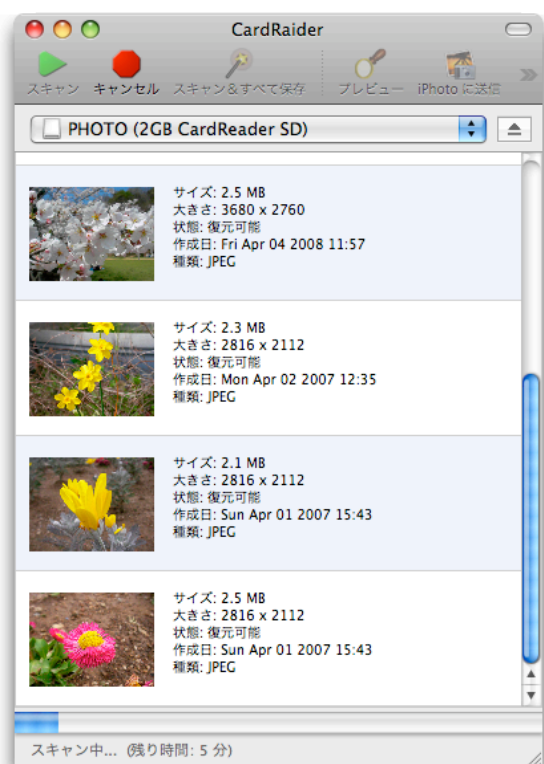 CardRaider
スキャン キャンセル スキャン＆すべて保存 プレビュー iPhoto に送信
PHOTO (2GB CardReader SD)
サイズ: 2.5 MB
大きさ: 3680 x 2760
状態: 復元可能
作成日: Fri Apr 04 2008 11:57
種類: JPEG
サイズ: 2.3 MB
大きさ: 2816 x 2112
状態: 復元可能
作成日: Mon Apr 02 2007 12:35
種類: JPEG
サイズ: 2.1 MB
大きさ: 2816 x 2112
状態: 復元可能
作成日: Sun Apr 01 2007 15:43
種類: JPEG
サイズ: 2.5 MB
大きさ: 2816 x 2112
状態: 復元可能
作成日: Sun Apr 01 2007 15:43
種類: JPEG
スキャン中... (残り時間: 5 分)